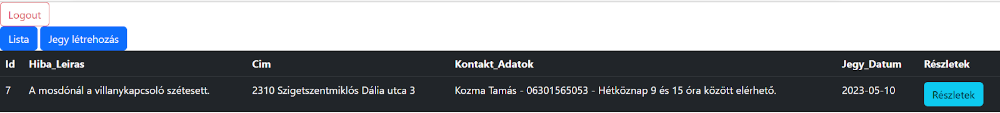 Logout
Lista Jegy létrehozás
Id Hiba_Leiras Cim Kontakt_Adatok Jegy_Datum Részletek
7 A mosdónál a villanykapcsoló szétesett. 2310 Szigetszentmiklós Dália utca 3 Kozma Tamás - 06301565053 - Hétköznap 9 és 15 óra között elérhető. 2023-05-10 Részletek